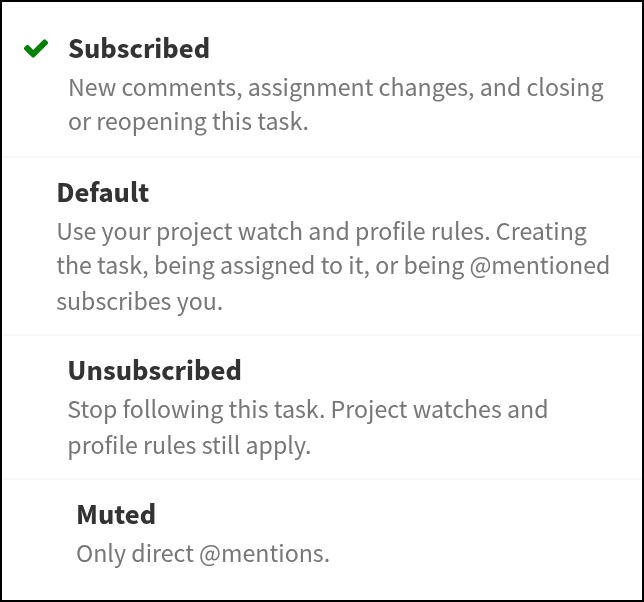 Subscribed
New comments, assignment changes, and closing
or reopening this task.
Default
Use your project watch and profile rules. Creating
the task, being assigned to it, or being @mentioned
subscribes you.
Unsubscribed
Stop following this task. Project watches and
profile rules still apply.
Muted
Only direct @mentions.